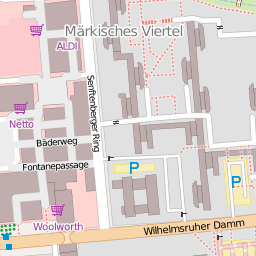 Märkisches Viertel
ALDI
Senftenberger Ring
Netto
Bäderweg
Fontanepassage
P
P
Woolworth
Wilhelmsruher Damm